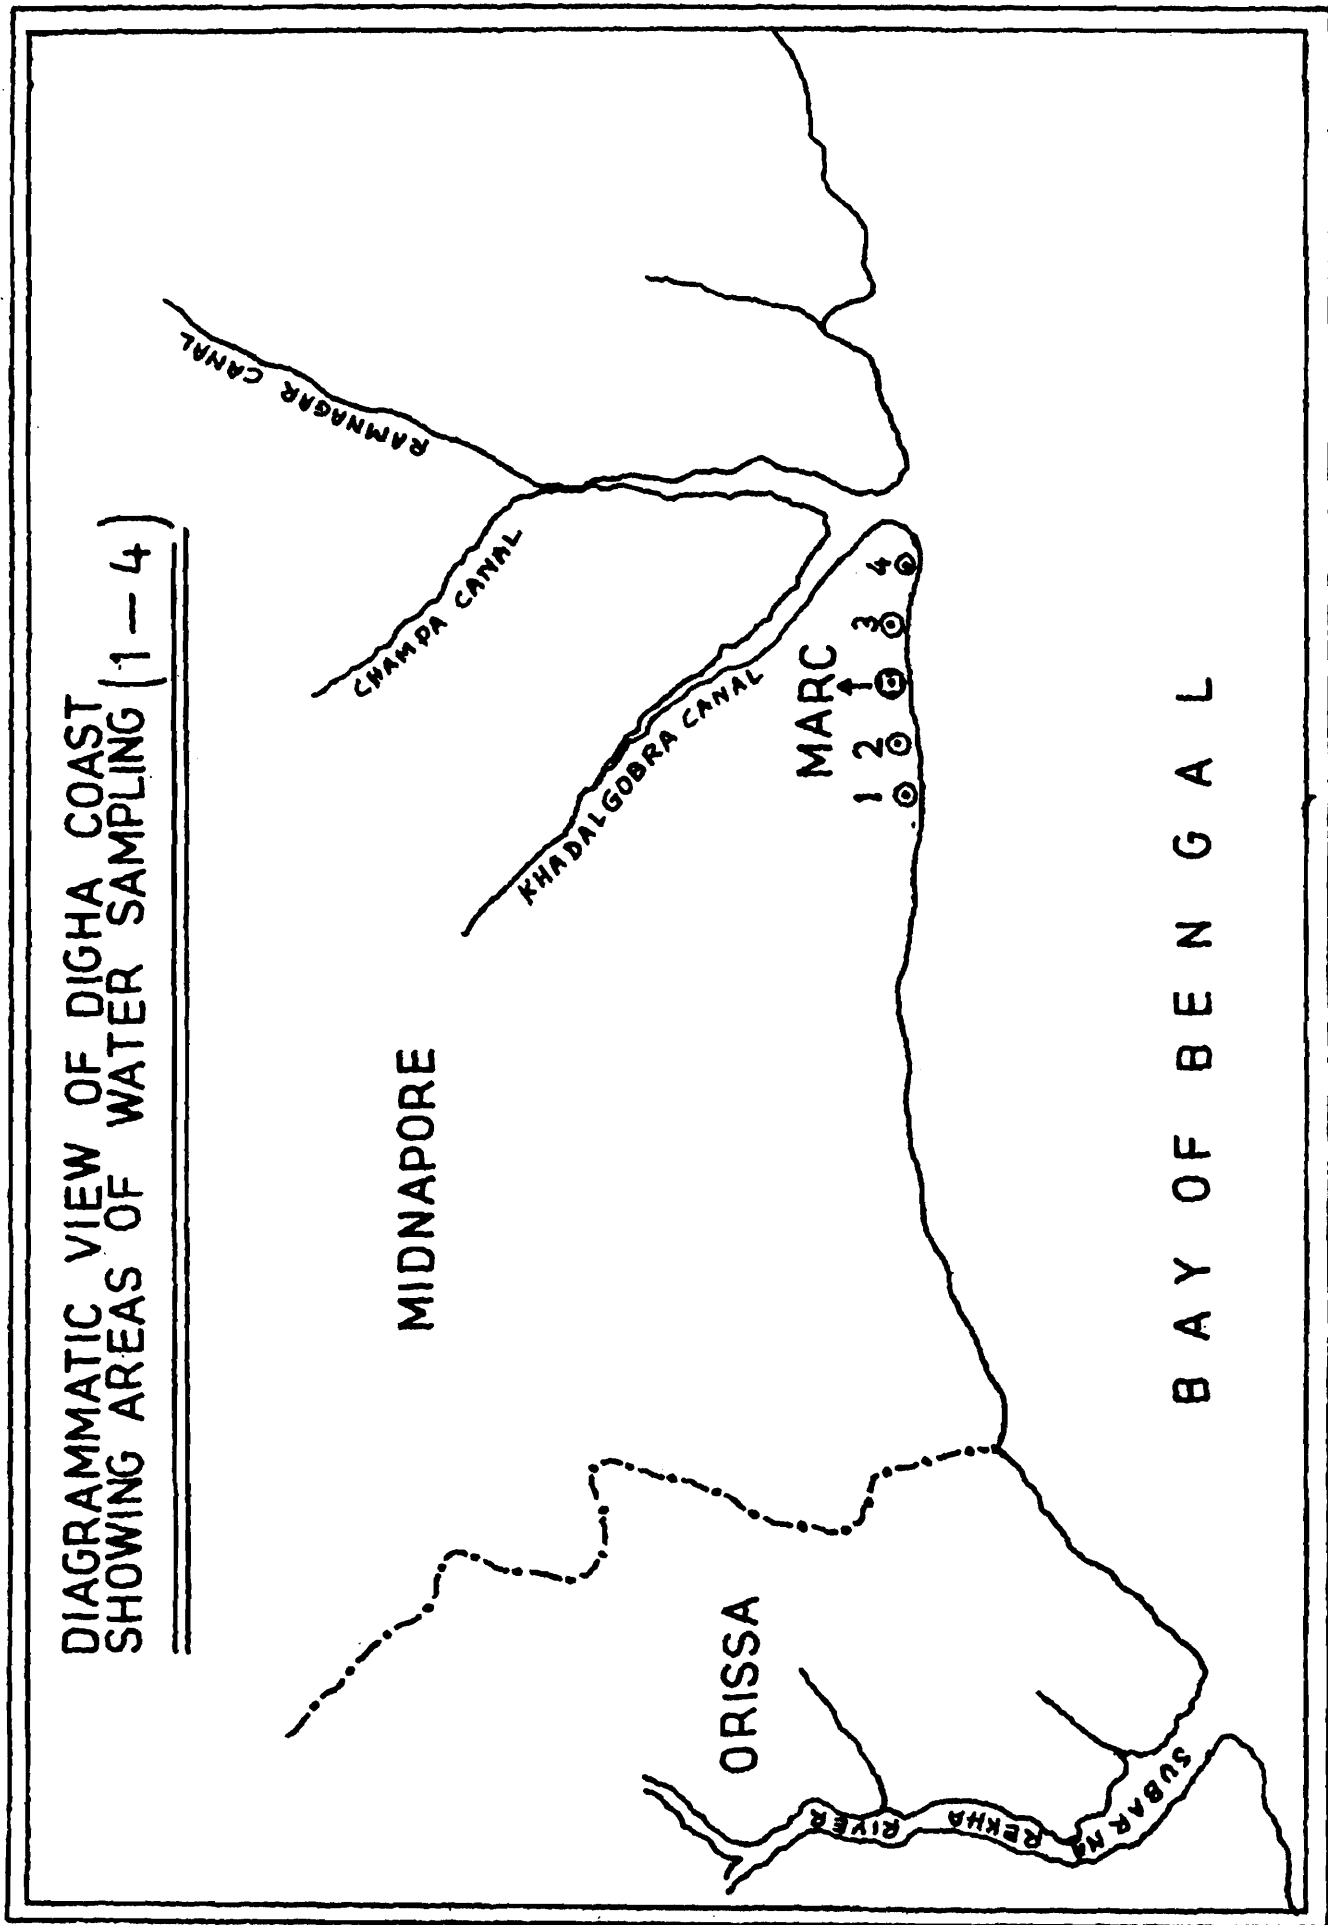 DIAGRAMMATIC VIEW OF DIGHA COAST
SHOWING AREAS OF WATER SAMPLING (1 — 4)
RAMNAGAR CANAL
CHAMPA CANAL
KHADALGOBRA CANAL
MIDNAPORE
MARC
1 2 3 4
ORISSA
SUBARNA REKHA RIVER
BAY OF BENGAL